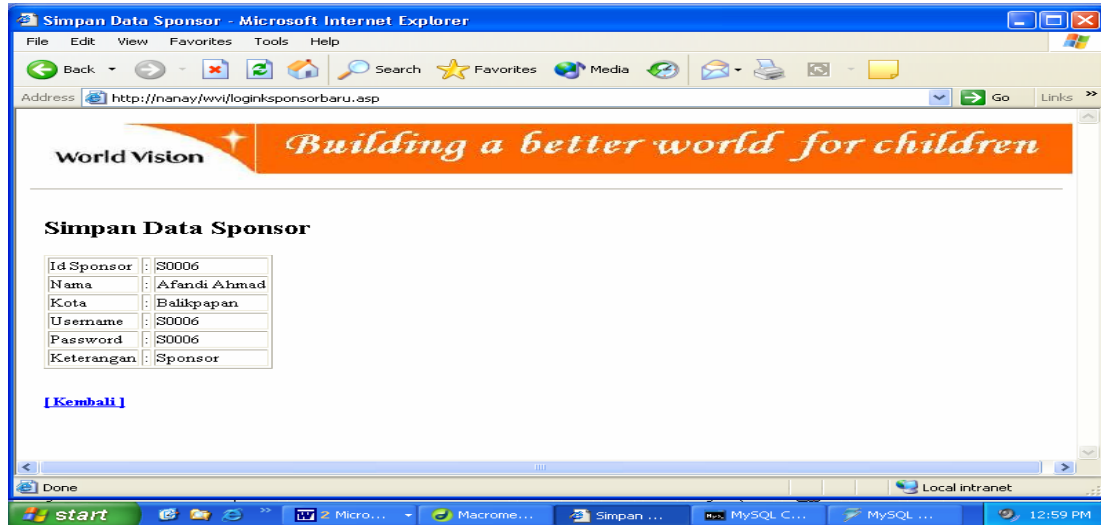 Simpan Data Sponsor - Microsoft Internet Explorer
File Edit View Favorites Tools Help
Back Search Favorites Media
Address http://nanay/wvi/loginksponsorbaru.asp Go Links »
World Vision Building a better world for children
Simpan Data Sponsor
Id Sponsor : S0006
Nama : Afandi Ahmad
Kota : Balikpapan
Username : S0006
Password : S0006
Keterangan : Sponsor
[ Kembali ]
Done Local intranet
start » 2 Micro... Macrome... Simpan ... MySQL C... MySQL ... 12:59 PM